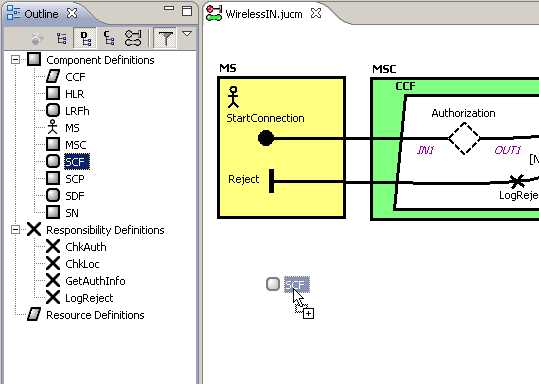 Outline
WirelessIN.jucm
D
C
Component Definitions
CCF
HLR
LRFh
MS
MSC
SCF
SCP
SDF
SN
Responsibility Definitions
ChkAuth
ChkLoc
GetAuthInfo
LogReject
Resource Definitions
MS
StartConnection
Reject
MSC
CCF
Authorization
IN1
OUT1
[N
LogReje
SCF